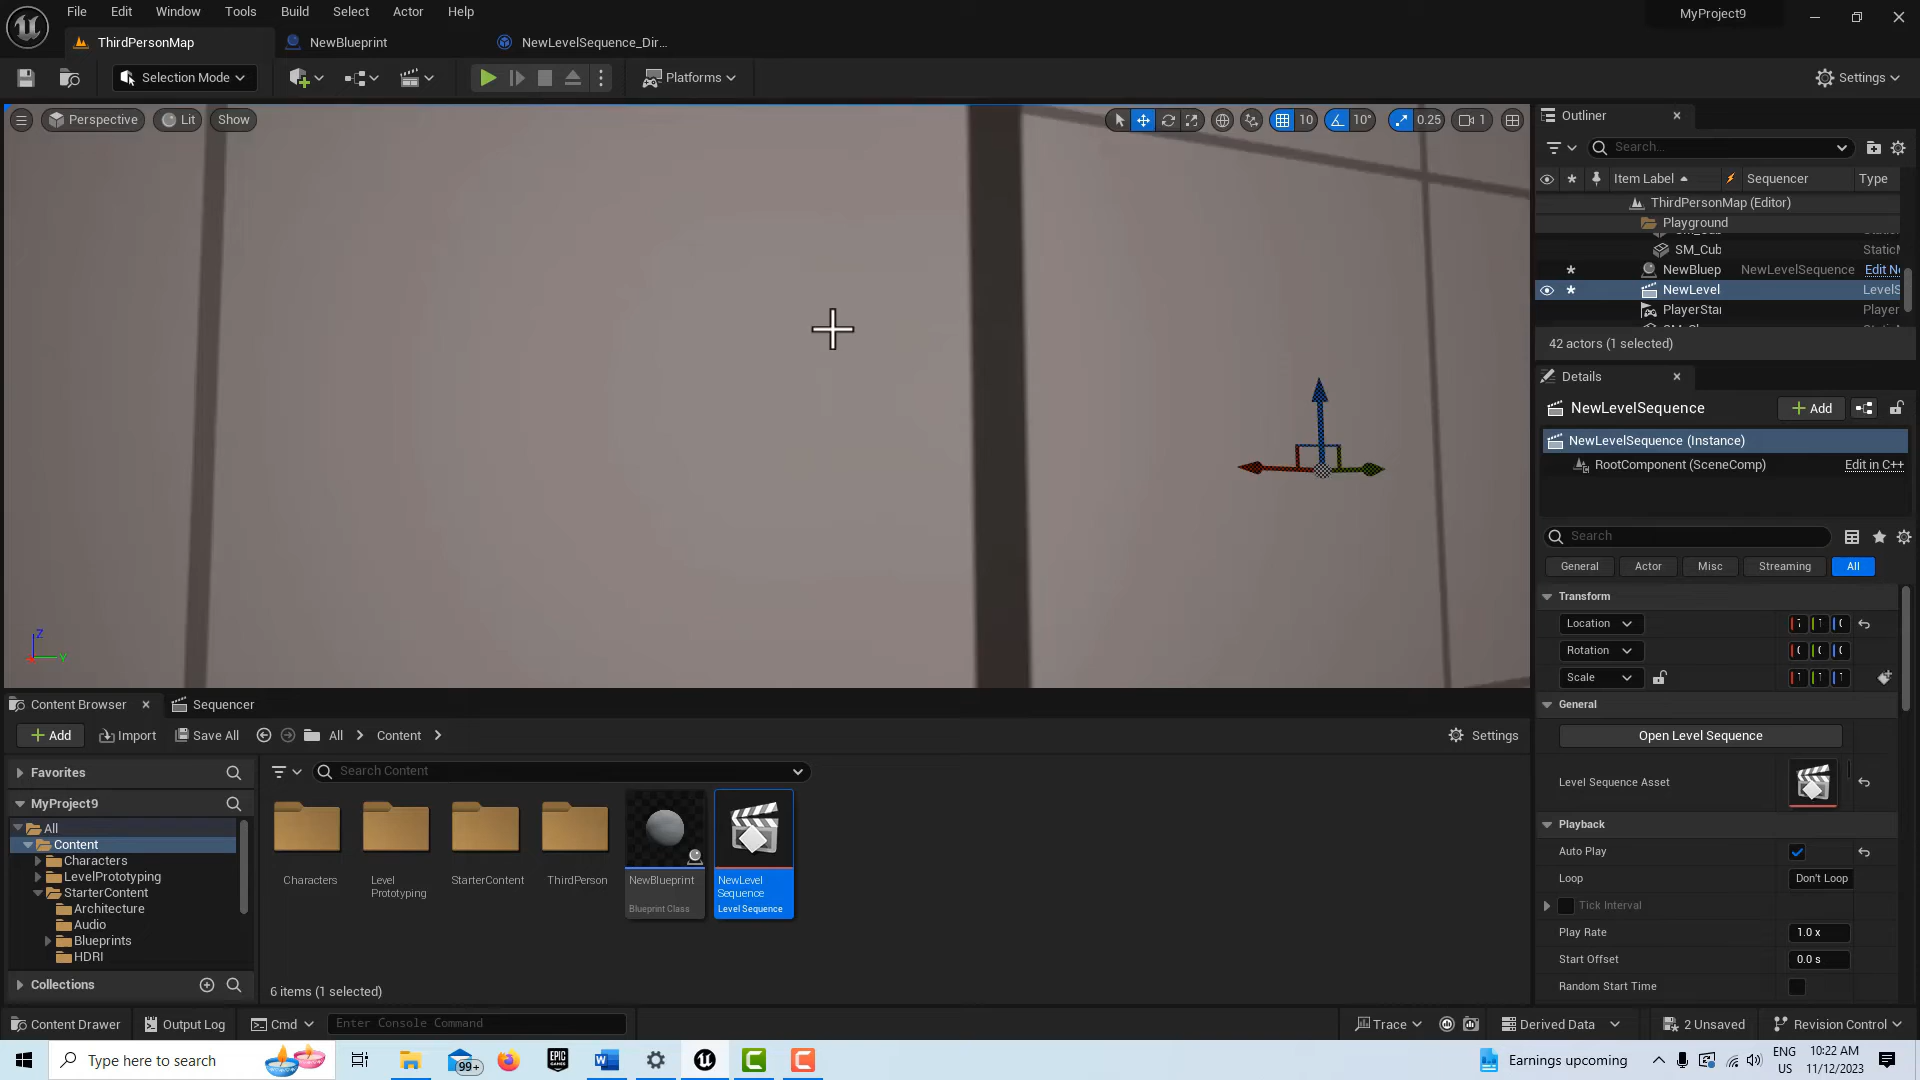 File Edit Window Tools Build Select Actor Help
MyProject9
ThirdPersonMap
NewBlueprint
NewLevelSequence_Dir...
Selection Mode
Platforms
Settings
Perspective
Lit
Show
10
10°
0.25
1
Outliner
Search...
Item Label
Sequencer
Type
ThirdPersonMap (Editor)
Playground
SM_Cub StaticM
NewBluep NewLevelSequence Edit Ne
NewLevel LevelS
PlayerStar Player
42 actors (1 selected)
Details
NewLevelSequence
Add
NewLevelSequence (Instance)
RootComponent (SceneComp)
Edit in C++
Search
General Actor Misc Streaming All
Transform
Location
Rotation
Scale
General
Open Level Sequence
Level Sequence Asset
Playback
Auto Play
Loop Don't Loop
Tick Interval
Play Rate 1.0 x
Start Offset 0.0 s
Random Start Time
Z
Y
Content Browser
Sequencer
Add
Import
Save All
All
Content
Settings
Favorites
Search Content
MyProject9
All
Content
Characters
LevelPrototyping
StarterContent
Architecture
Audio
Blueprints
HDRI
Collections
Characters
Level
Prototyping
StarterContent
ThirdPerson
NewBlueprint
Blueprint Class
NewLevel
Sequence
Level Sequence
6 items (1 selected)
Content Drawer
Output Log
Cmd
Enter Console Command
Trace
Derived Data
2 Unsaved
Revision Control
Type here to search
99+
EPIC
GAMES
Earnings upcoming
ENG
US
10:22 AM
11/12/2023